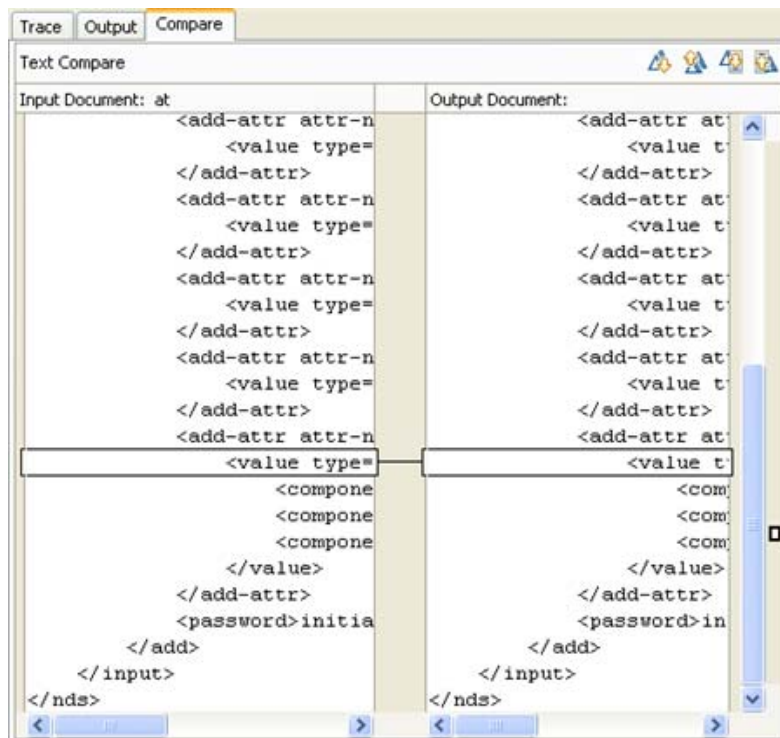 Trace Output Compare
Text Compare
Input Document: at
<add-attr attr-n
<value type=
</add-attr>
<add-attr attr-n
<value type=
</add-attr>
<add-attr attr-n
<value type=
</add-attr>
<add-attr attr-n
<value type=
</add-attr>
<add-attr attr-n
<value type=
<compone
<compone
<compone
</value>
</add-attr>
<password>initia
</add>
</input>
</nds>
Output Document:
<add-attr at
<value t
</add-attr>
<add-attr at
<value t
</add-attr>
<add-attr at
<value t
</add-attr>
<add-attr at
<value t
</add-attr>
<add-attr at
<value t
<com
<com
<com
</value>
</add-attr>
<password>in
</add>
</input>
</nds>